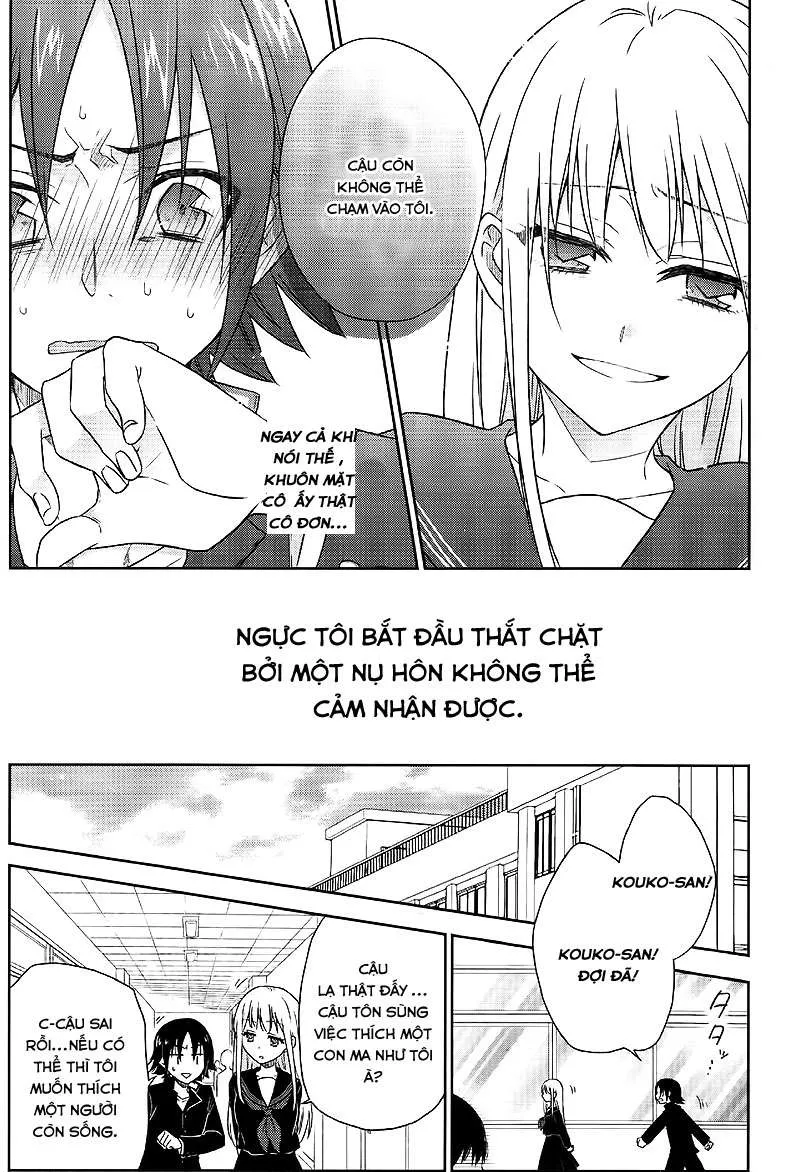 CẬU CÒN
KHÔNG THỂ
CHẠM VÀO TÔI.
NGAY CẢ KHI
NÓI THẾ ,
KHUÔN MẶT
CÔ ẤY THẬT
CÔ ĐƠN...
NGỰC TÔI BẮT ĐẦU THẮT CHẶT
BỞI MỘT NỤ HÔN KHÔNG THỂ
CẢM NHẬN ĐƯỢC.
KOUKO-SAN!
KOUKO-SAN!
ĐỢI ĐÃ!
タタ
CẬU
LẠ THẬT ĐẤY ...
CẬU TÔN SÙNG
VIỆC THÍCH MỘT
CON MA NHƯ TÔI
À?
C-CẬU SAI
RỒI...NẾU CÓ
THỂ THÌ TÔI
MUỐN THÍCH
MỘT NGƯỜI
CÒN SỐNG.